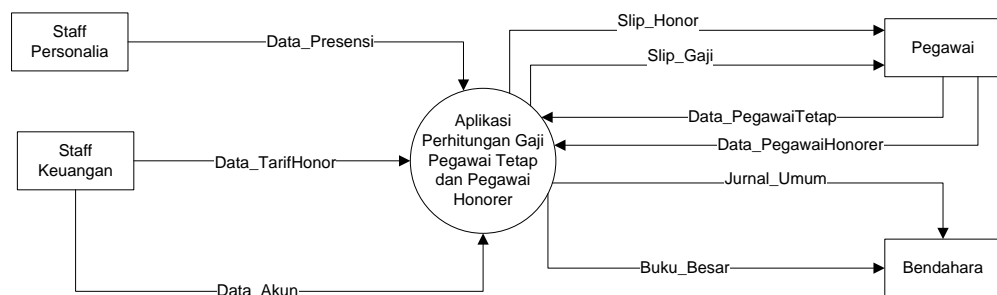 Staff
Personalia
Data_Presensi
Slip_Honor
Slip_Gaji
Pegawai
Data_PegawaiTetap
Data_PegawaiHonorer
Aplikasi
Perhitungan Gaji
Pegawai Tetap
dan Pegawai
Honorer
Staff
Keuangan
Data_TarifHonor
Data_Akun
Jurnal_Umum
Buku_Besar
Bendahara